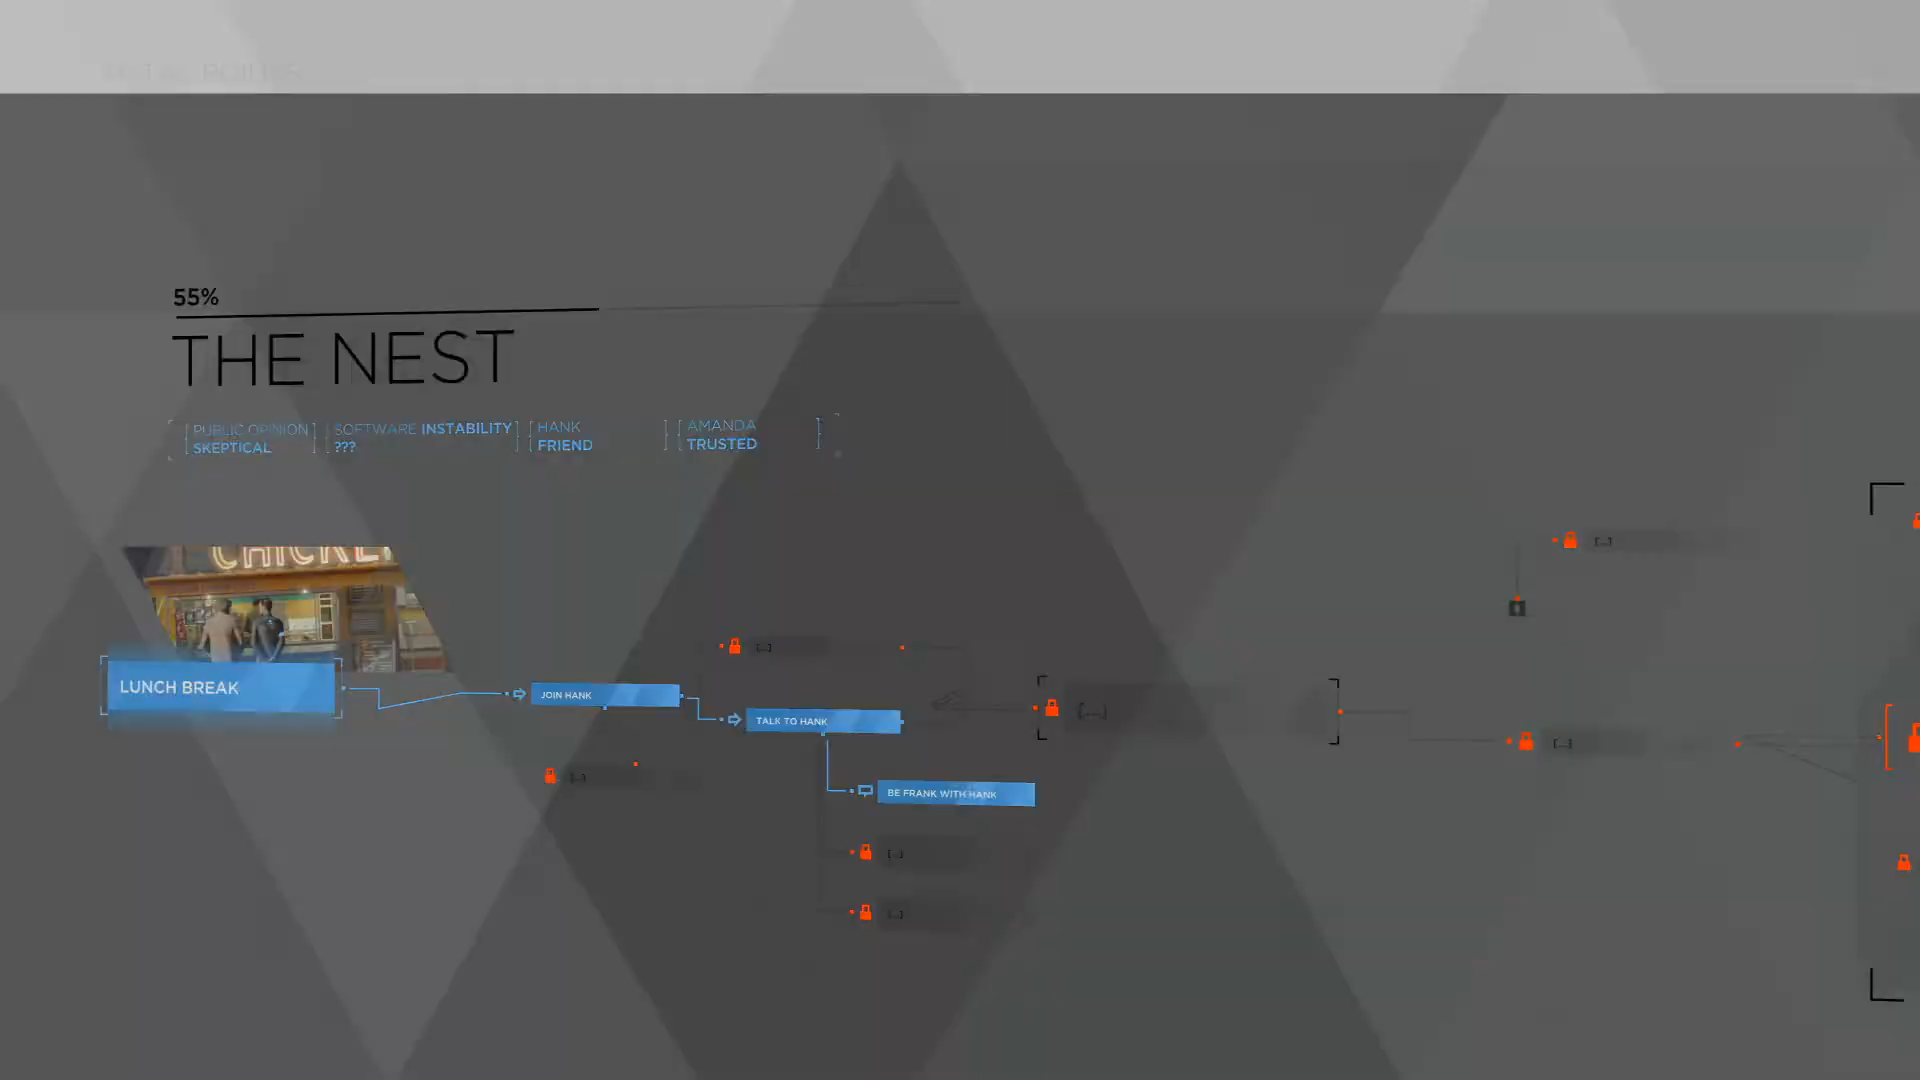 55%
THE NEST
PUBLIC OPINION
SKEPTICAL
SOFTWARE INSTABILITY
???
HANK
FRIEND
AMANDA
TRUSTED
LUNCH BREAK
JOIN HANK
TALK TO HANK
BE FRANK WITH HANK
[...]
[...]
[...]
[...]
[...]
[...]
[...]